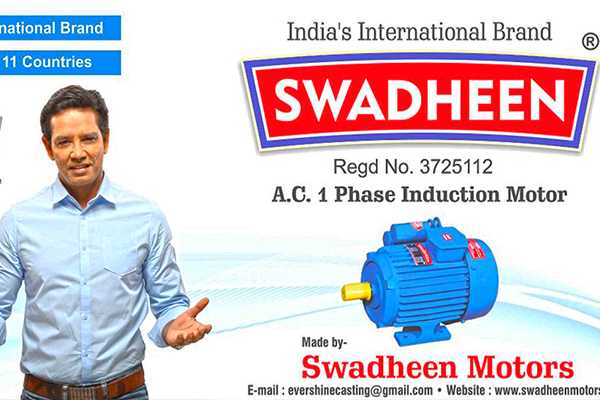 national Brand
11 Countries
India's International Brand
®
SWADHEEN
Regd No. 3725112
A.C. 1 Phase Induction Motor
Made by-
Swadheen Motors
E-mail : evershinecasting@gmail.com • Website : www.swadheenmotors